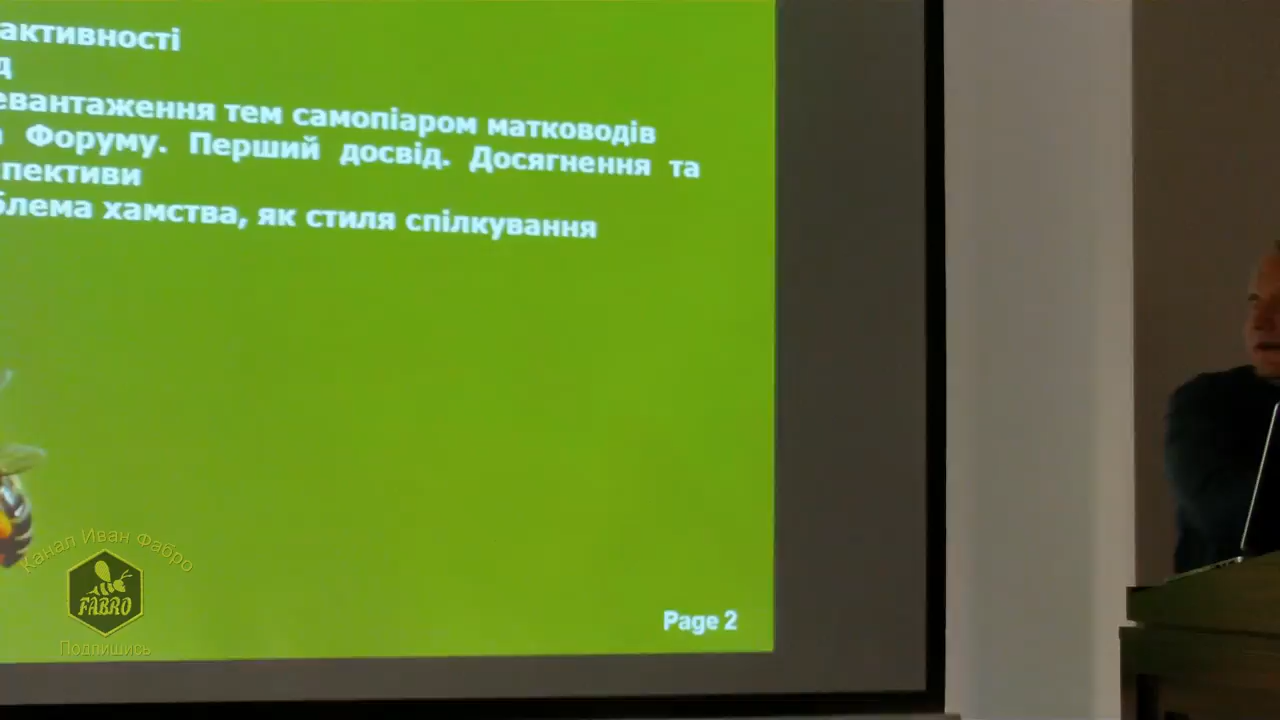 активності
д
евантаження тем самопіаром матководів
Форуму. Перший досвід. Досягнення та
пективи
блема хамства, як стиля спілкування
Канал Иван Фабро
FABRO
Подпишись
Page 2